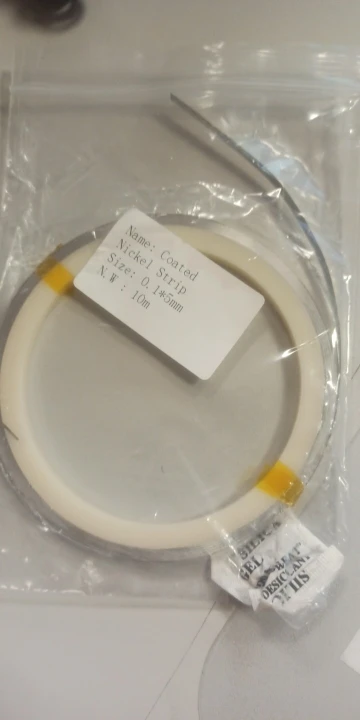 Name: Coated
Nickel Strip
Size: 0.1*5mm
N.W : 10m
SILICA
GEL
DESICCANT